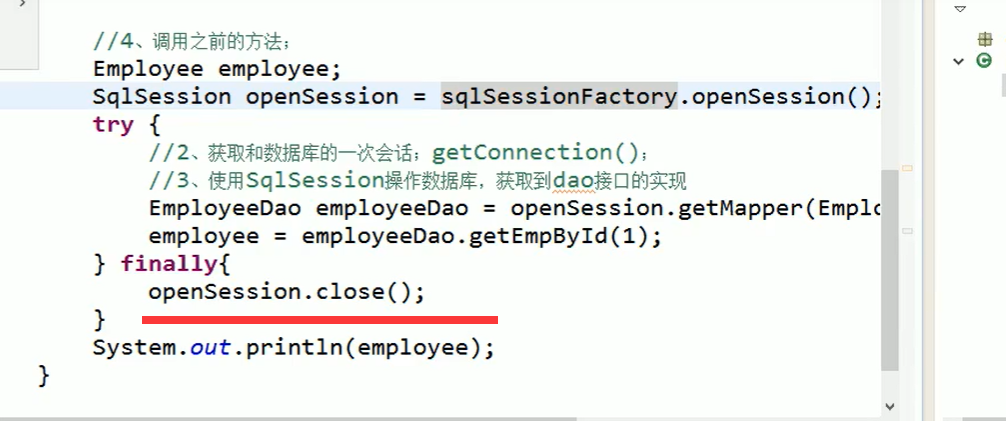 //4、调用之前的方法;
Employee employee;
SqlSession openSession = sqlSessionFactory.openSession();
try {
//2、获取和数据库的一次会话; getConnection();
//3、使用SqlSession操作数据库，获取到dao接口的实现
EmployeeDao employeeDao = openSession.getMapper(Emplo
employee = employeeDao.getEmpById(1);
} finally{
openSession.close();
}
System.out.println(employee);
}